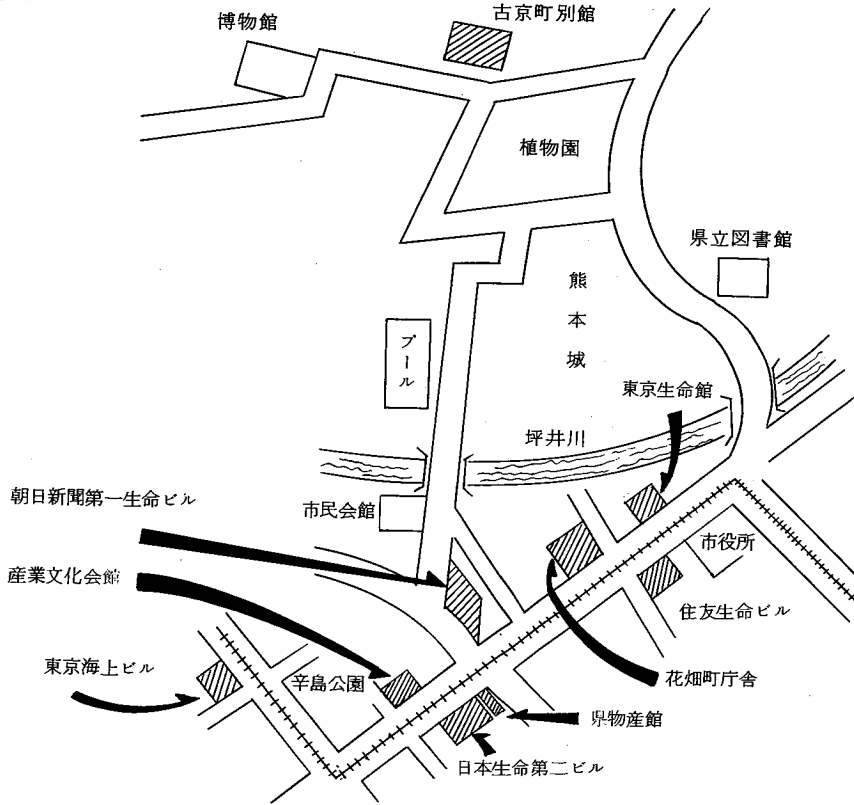 古京町別館
博物館
植物園
県立図書館
熊本城
プール
東京生命館
坪井川
朝日新聞第一生命ビル
市民会館
市役所
産業文化会館
住友生命ビル
東京海上ビル
辛島公園
花畑町庁舎
県物産館
日本生命第二ビル